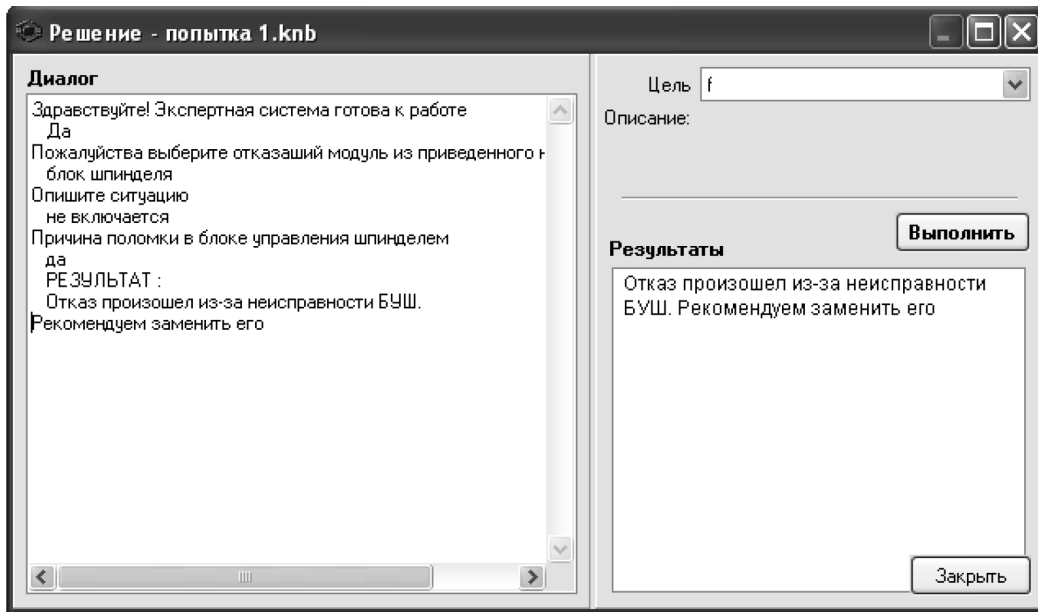 Решение - попытка 1.knb
Диалог
Здравствуйте! Экспертная система готова к работе
Да
Пожалуйства выберите отказаший модуль из приведенного н
блок шпинделя
Опишите ситуацию
не включается
Причина поломки в блоке управления шпинделем
да
РЕЗУЛЬТАТ :
Отказ произошел из-за неисправности БУШ.
Рекомендуем заменить его
Цель f
Описание:
Выполнить
Результаты
Отказ произошел из-за неисправности
БУШ. Рекомендуем заменить его
Закрыть